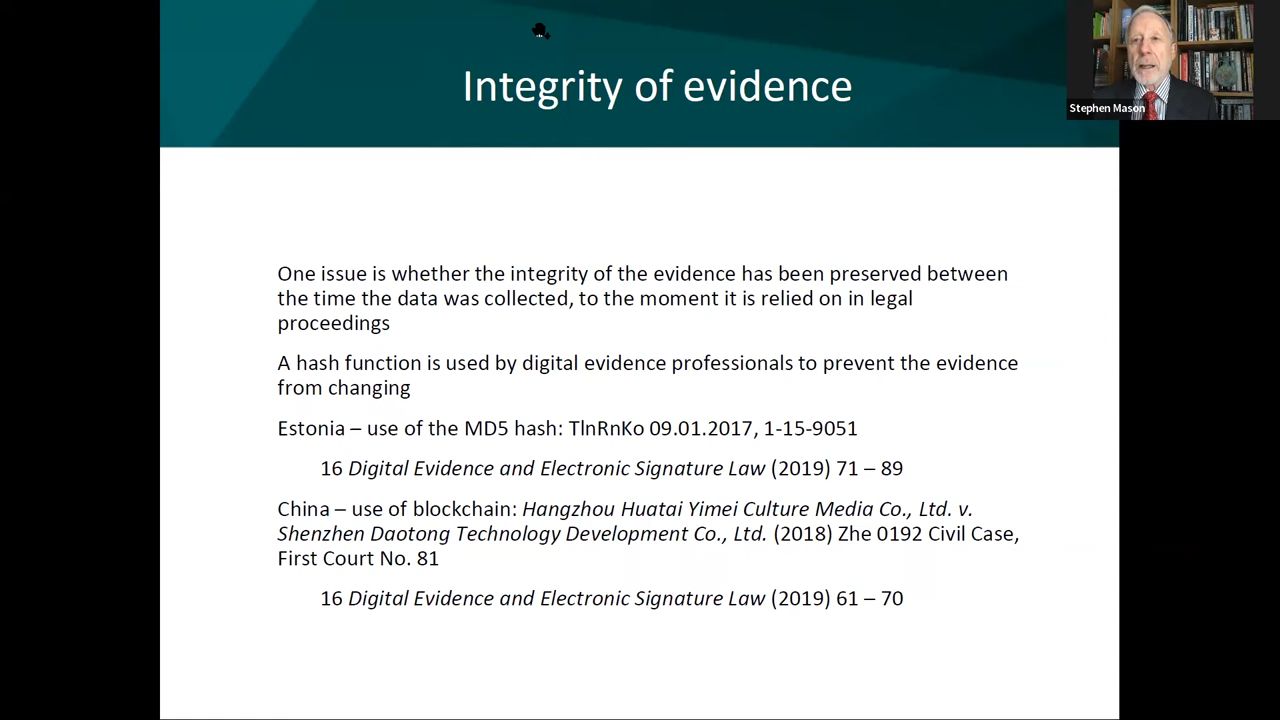 Integrity of evidence
Stephen Mason
One issue is whether the integrity of the evidence has been preserved between
the time the data was collected, to the moment it is relied on in legal
proceedings
A hash function is used by digital evidence professionals to prevent the evidence
from changing
Estonia – use of the MD5 hash: TlnRnKo 09.01.2017, 1-15-9051
16 Digital Evidence and Electronic Signature Law (2019) 71 – 89
China – use of blockchain: Hangzhou Huatai Yimei Culture Media Co., Ltd. v.
Shenzhen Daotong Technology Development Co., Ltd. (2018) Zhe 0192 Civil Case,
First Court No. 81
16 Digital Evidence and Electronic Signature Law (2019) 61 – 70